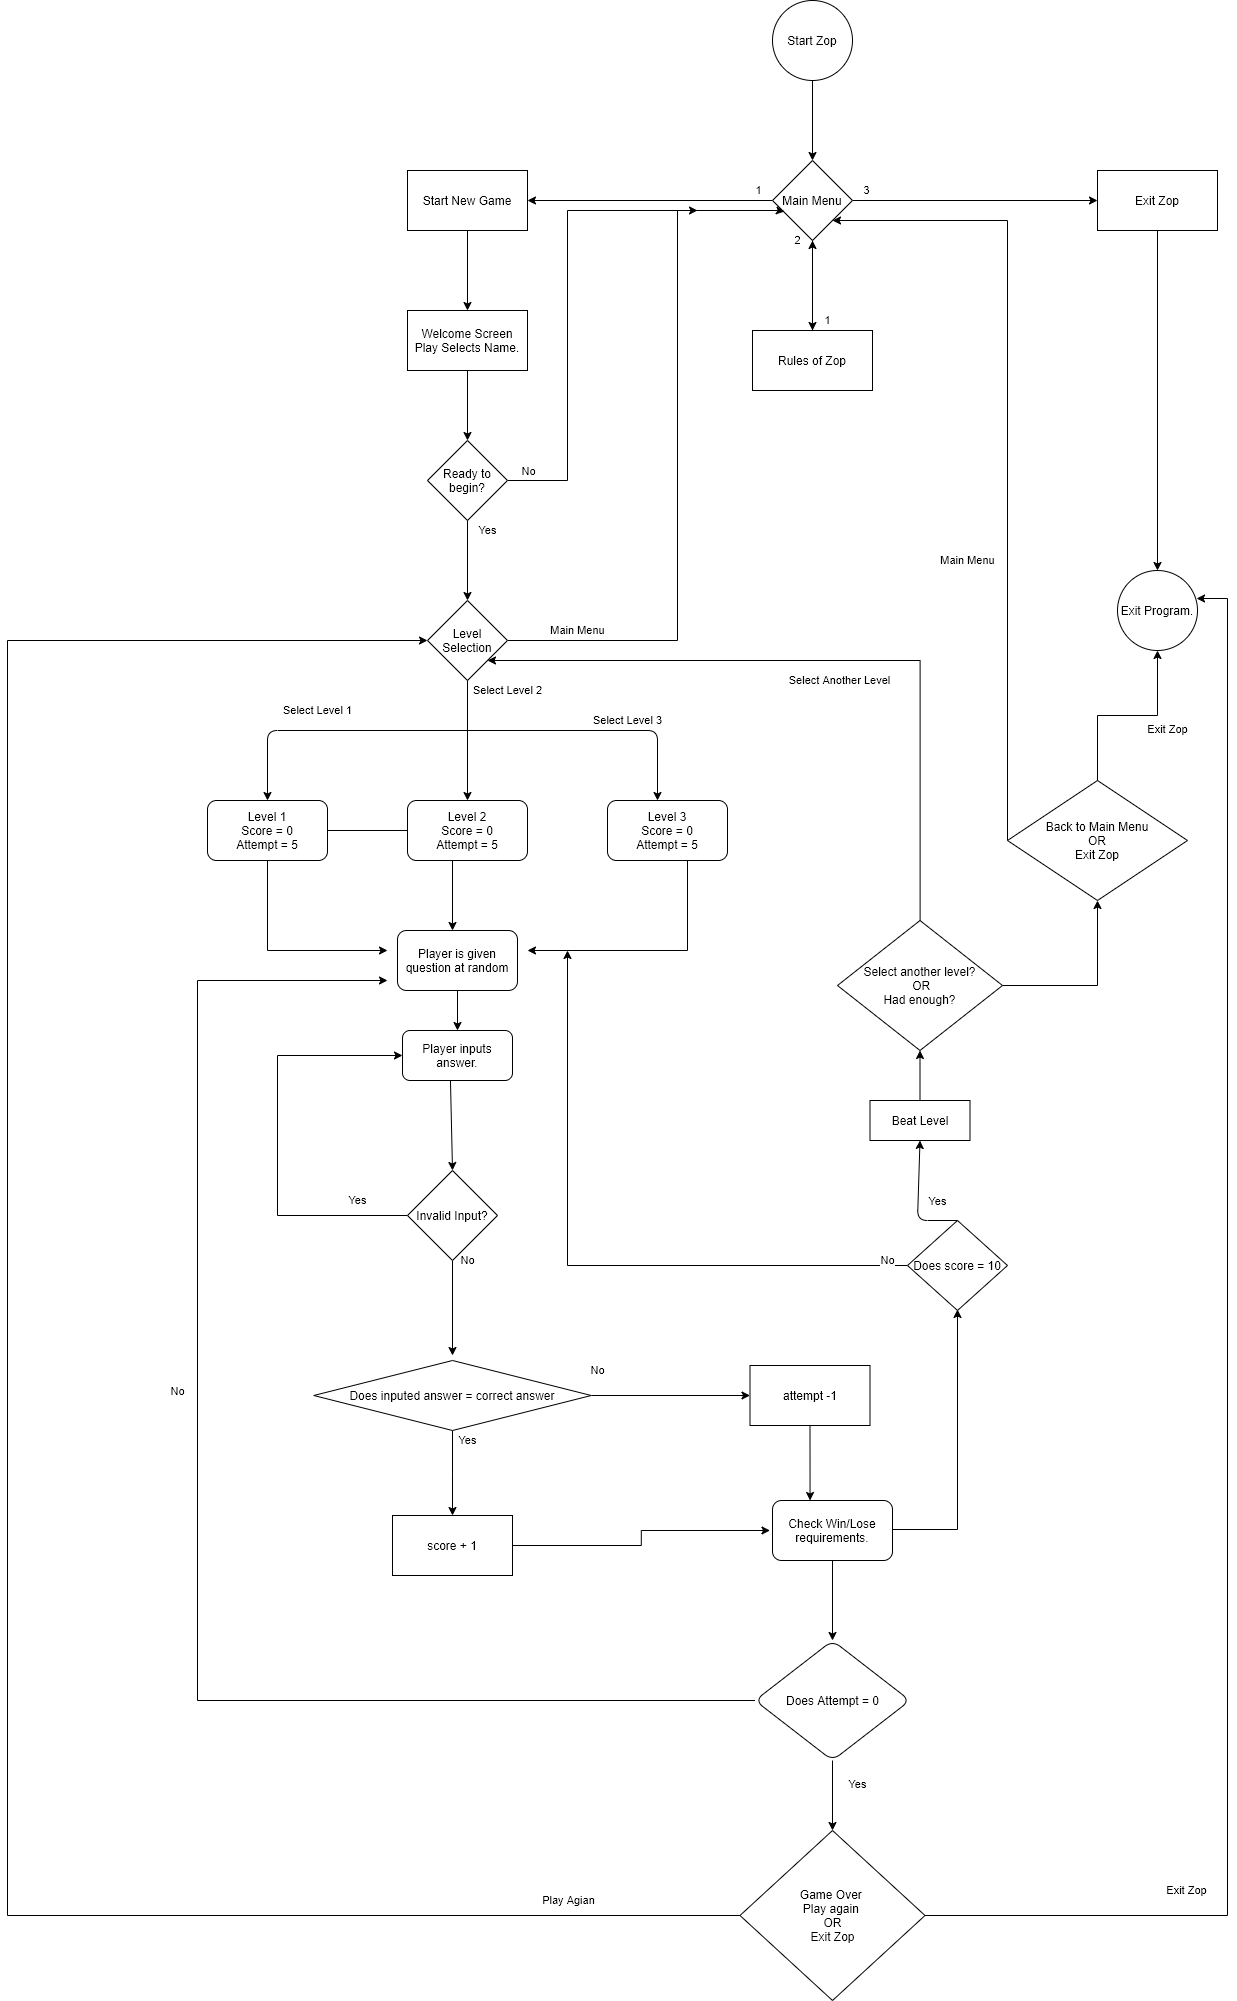 Start Zop
1
Main Menu
3
2
Start New Game
Exit Zop
Welcome Screen
Play Selects Name.
1
Rules of Zop
Ready to
begin?
No
Yes
Main Menu
Exit Program.
Level
Selection
Main Menu
Select Another Level
Select Level 2
Select Level 1
Select Level 3
Exit Zop
Level 1
Score = 0
Attempt = 5
Level 2
Score = 0
Attempt = 5
Level 3
Score = 0
Attempt = 5
Back to Main Menu
OR
Exit Zop
Player is given
question at random
Select another level?
OR
Had enough?
Player inputs
answer.
Beat Level
Yes
Yes
Invalid Input?
No
No
Does score = 10
No
No
Does inputed answer = correct answer
attempt -1
Yes
score + 1
Check Win/Lose
requirements.
Does Attempt = 0
Yes
Game Over
Play again
OR
Exit Zop
Play Agian
Exit Zop